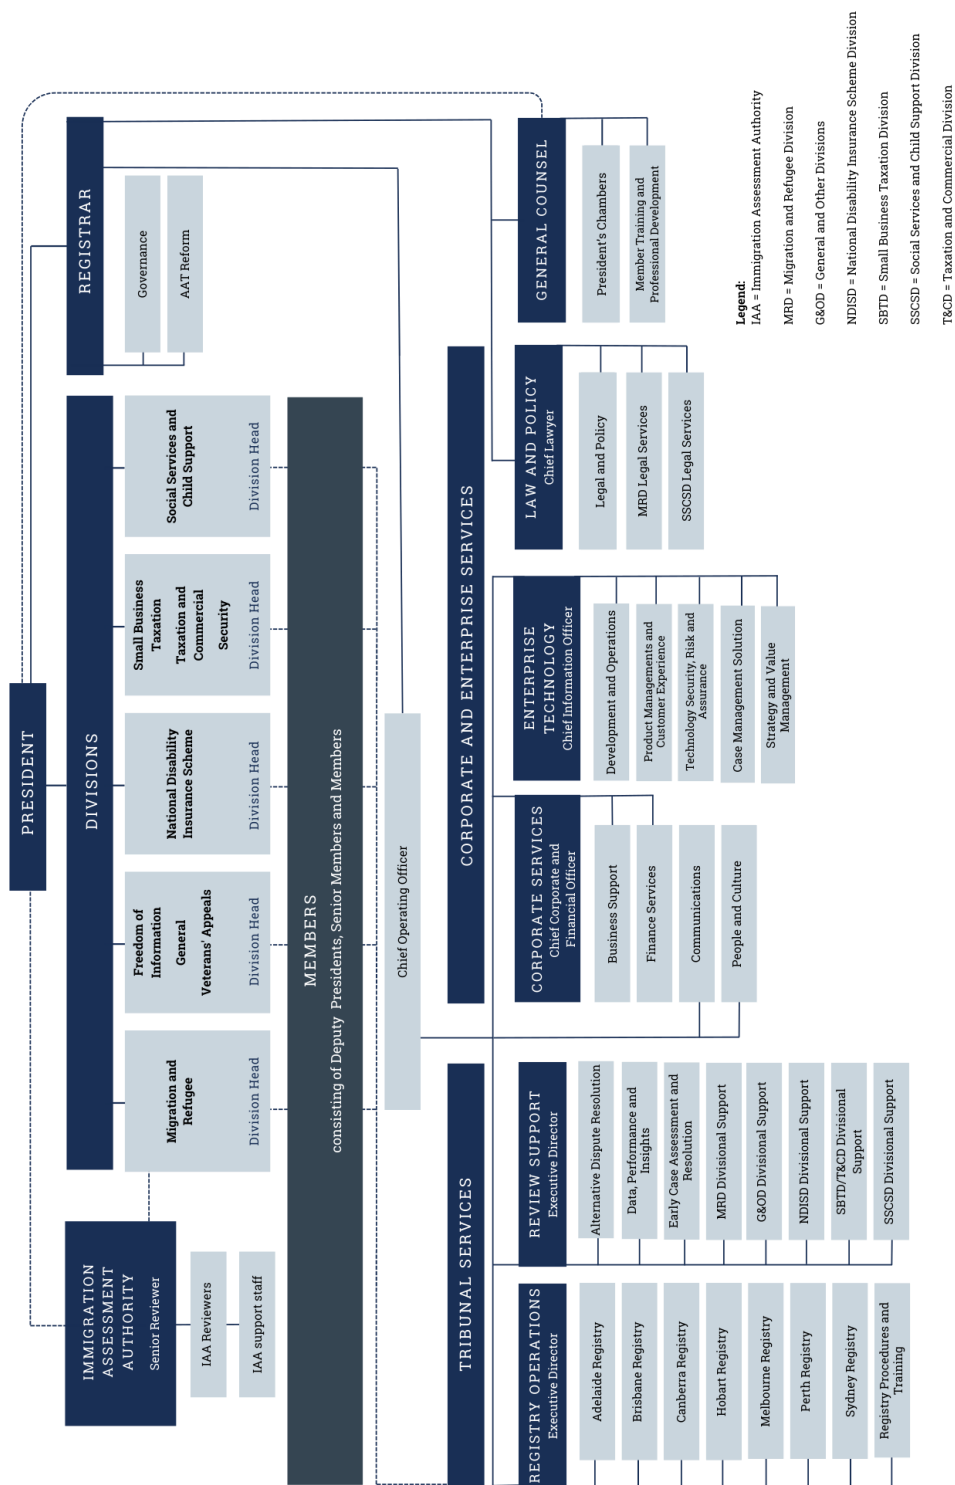 PRESIDENT
IMMIGRATION
ASSESSMENT
AUTHORITY
Senior Reviewer
IAA Reviewers
IAA support staff
DIVISIONS
Migration and
Refugee
Division Head
Freedom of
Information
General
Veterans' Appeals
Division Head
National Disability
Insurance Scheme
Division Head
Small Business
Taxation
Taxation and
Commercial
Security
Division Head
Social Services and
Child Support
Division Head
REGISTRAR
Governance
AAT Reform
MEMBERS
consisting of Deputy Presidents, Senior Members and Members
Chief Operating Officer
TRIBUNAL SERVICES
CORPORATE AND ENTERPRISE SERVICES
REGISTRY OPERATIONS
Executive Director
Adelaide Registry
Brisbane Registry
Canberra Registry
Hobart Registry
Melbourne Registry
Perth Registry
Sydney Registry
Registry Procedures and
Training
REVIEW SUPPORT
Executive Director
Alternative Dispute Resolution
Data, Performance and
Insights
Early Case Assessment and
Resolution
MRD Divisional Support
G&OD Divisional Support
NDISD Divisional Support
SBTD/T&CD Divisional
Support
SSCSD Divisional Support
CORPORATE SERVICES
Chief Corporate and
Financial Officer
Business Support
Finance Services
Communications
People and Culture
ENTERPRISE
TECHNOLOGY
Chief Information Officer
Development and Operations
Product Managements and
Customer Experience
Technology Security, Risk and
Assurance
Case Management Solution
Strategy and Value
Management
LAW AND POLICY
Chief Lawyer
Legal and Policy
MRD Legal Services
SSCSD Legal Services
GENERAL COUNSEL
President's Chambers
Member Training and
Professional Development
Legend:
IAA = Immigration Assessment Authority
MRD = Migration and Refugee Division
G&OD = General and Other Divisions
NDISD = National Disability Insurance Scheme Division
SBTD = Small Business Taxation Division
SSCSD = Social Services and Child Support Division
T&CD = Taxation and Commercial Division